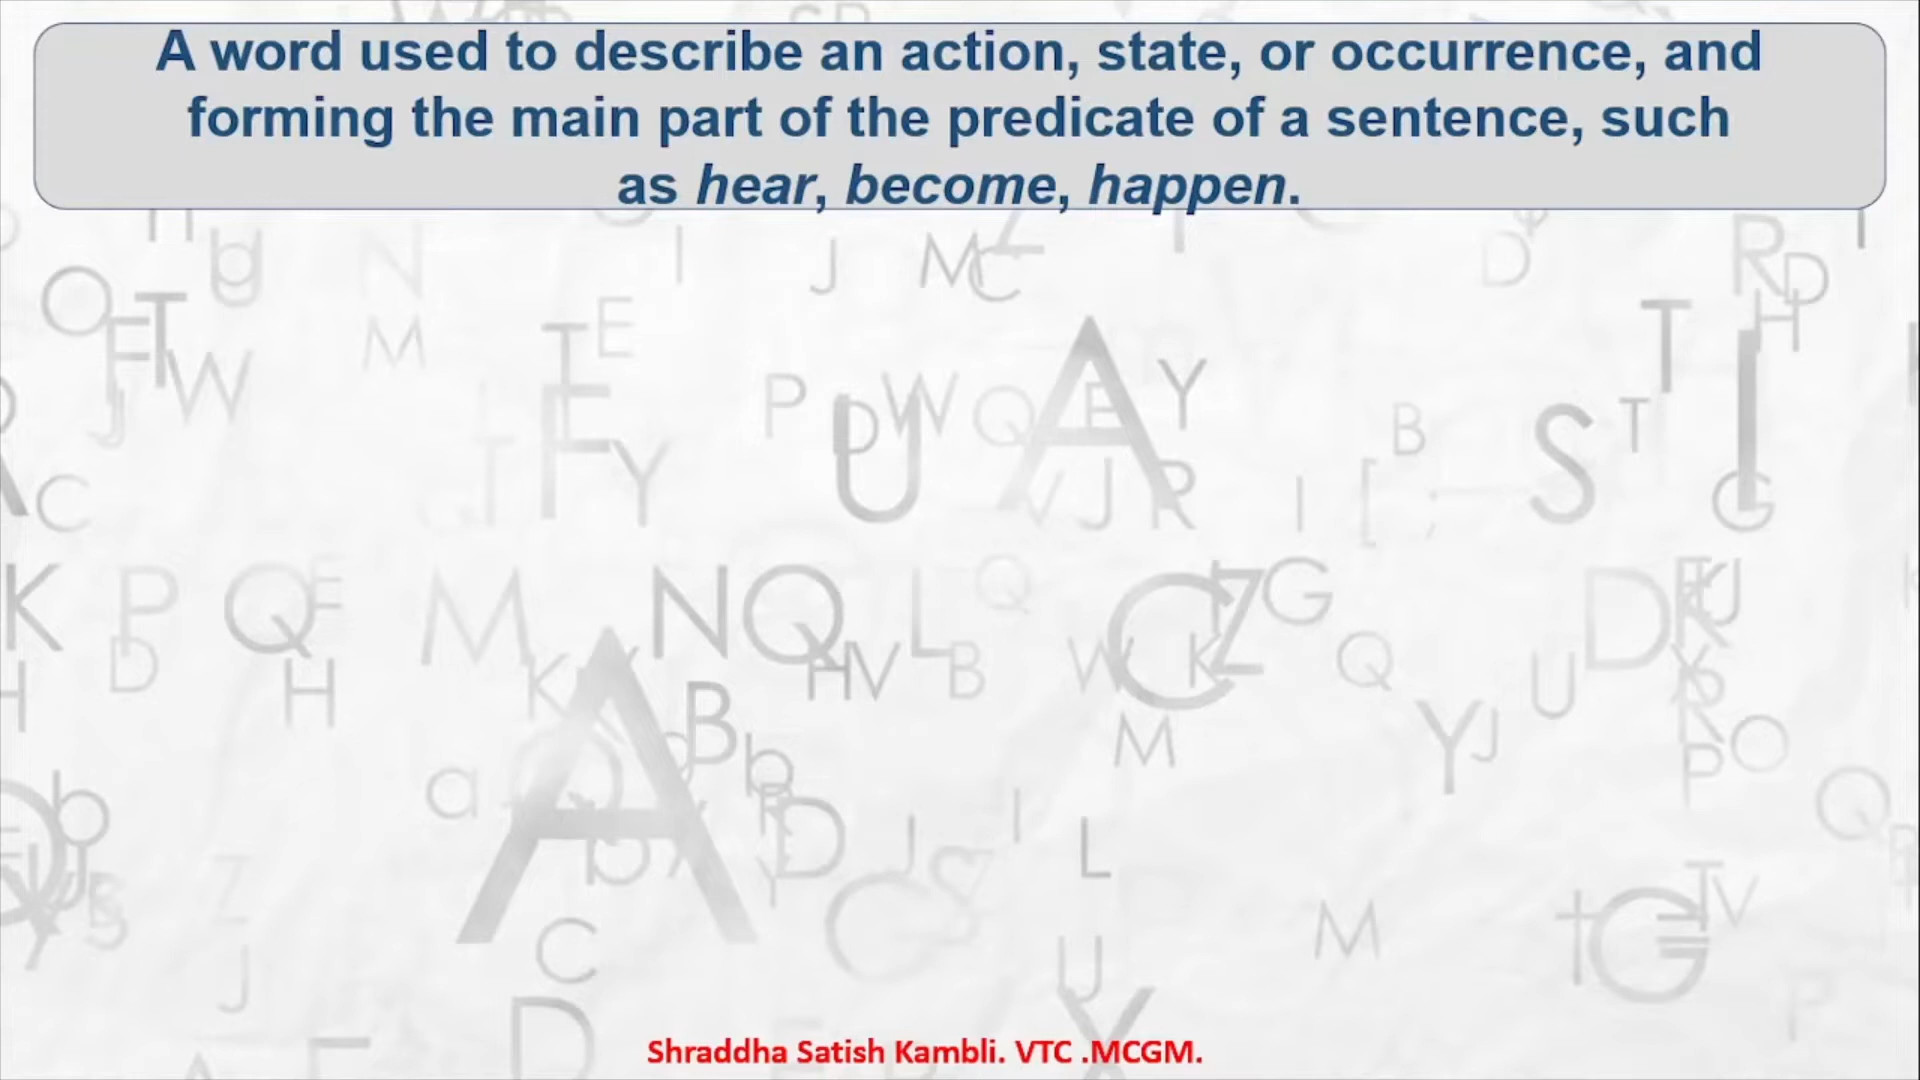 A word used to describe an action, state, or occurrence, and
forming the main part of the predicate of a sentence, such
as hear, become, happen.
Shraddha Satish Kambli. VTC .MCGM.